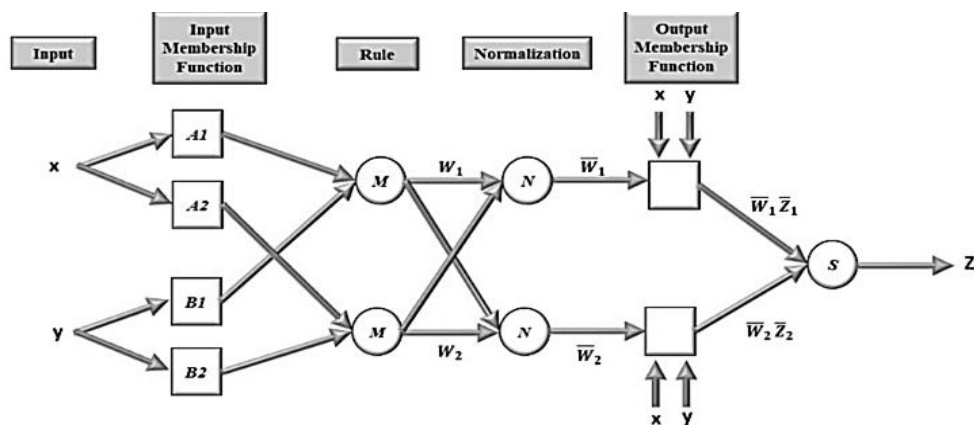 Input
Input
Membership
Function
Rule
Normalization
Output
Membership
Function
x y
A1
x
A2
M
W₁
N
W̅₁
W̅₁ Z̅₁
S
Z
B1
y
B2
M
W₂
N
W̅₂
W̅₂ Z̅₂
x y